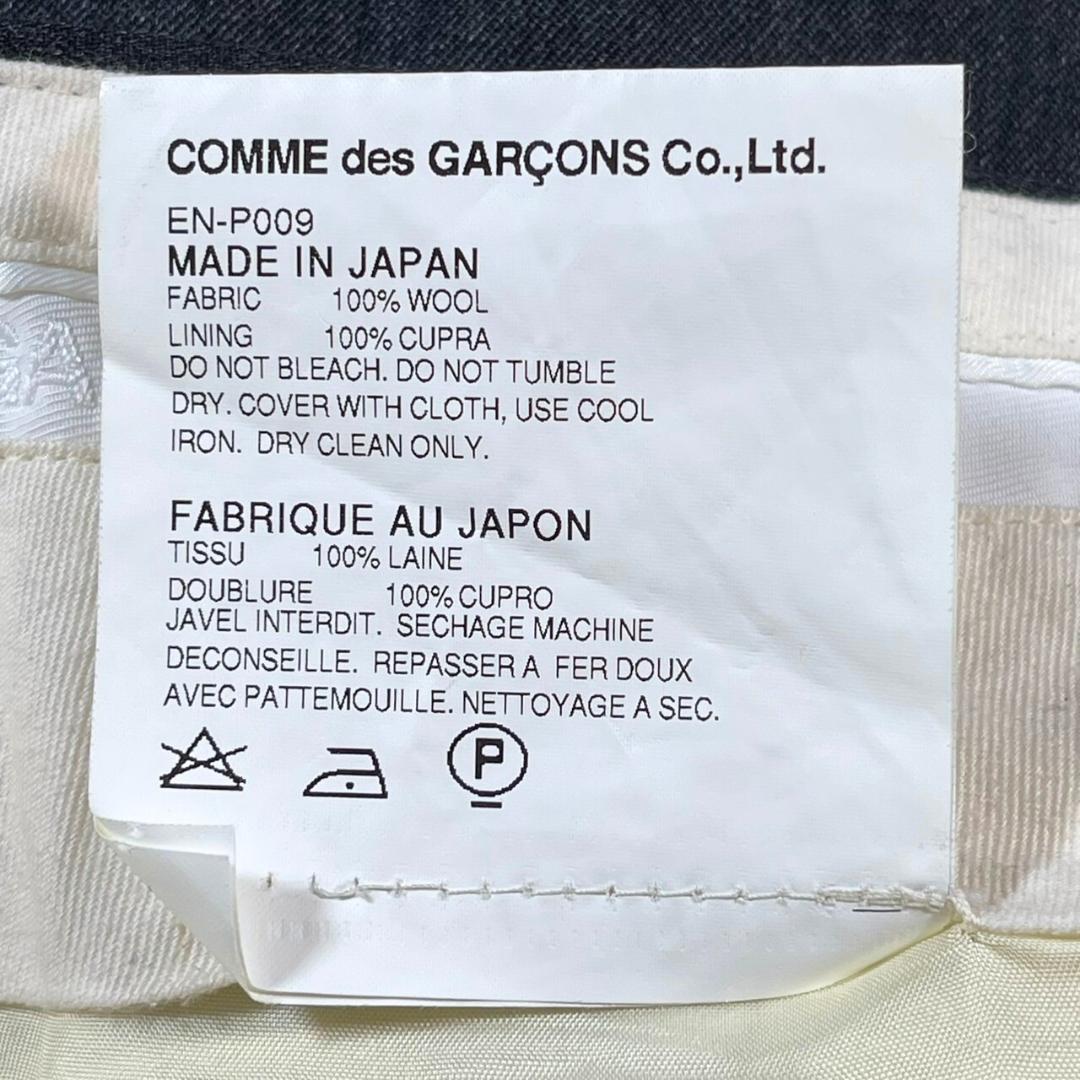 COMME des GARÇONS Co.,Ltd.
EN-P009
MADE IN JAPAN
FABRIC 100% WOOL
LINING 100% CUPRA
DO NOT BLEACH. DO NOT TUMBLE
DRY. COVER WITH CLOTH, USE COOL
IRON. DRY CLEAN ONLY.
FABRIQUE AU JAPON
TISSU 100% LAINE
DOUBLURE 100% CUPRO
JAVEL INTERDIT. SECHAGE MACHINE
DECONSEILLE. REPASSER A FER DOUX
AVEC PATTEMOUILLE. NETTOYAGE A SEC.
P